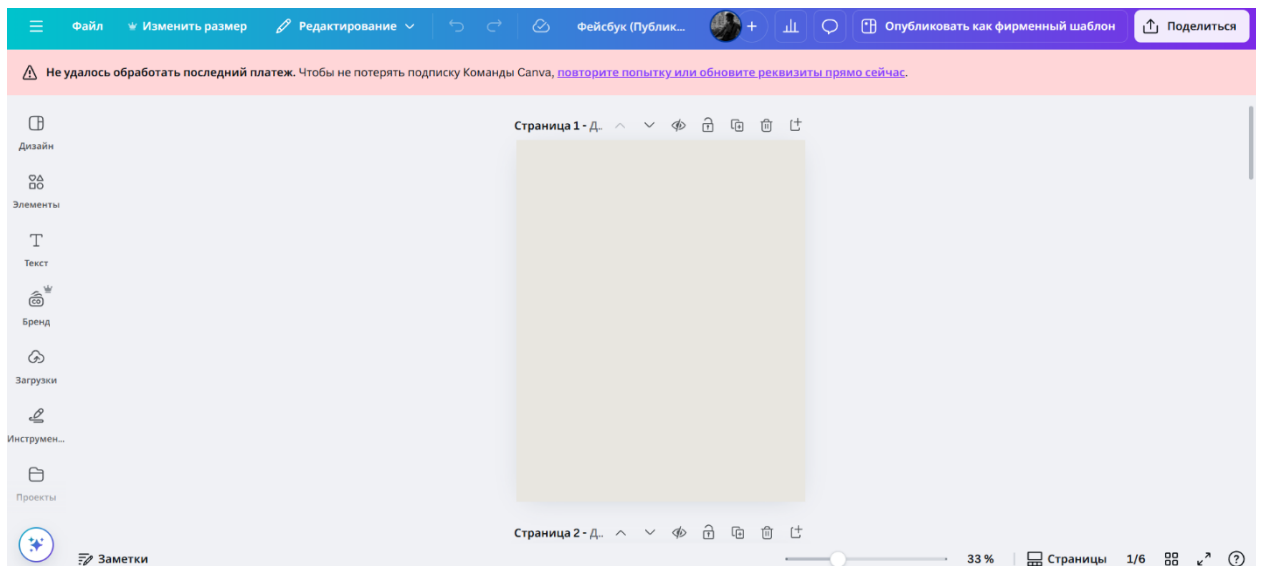 Файл Изменить размер Редактирование Фейсбук (Публик... + Опубликовать как фирменный шаблон Поделиться
Не удалось обработать последний платеж. Чтобы не потерять подписку Команды Canva, повторите попытку или обновите реквизиты прямо сейчас.
Страница 1 - Д..
Дизайн
Элементы
T
Текст
co
Бренд
Загрузки
Инструмен...
Проекты
Страница 2 - Д..
Заметки 33 % Страницы 1/6 ?